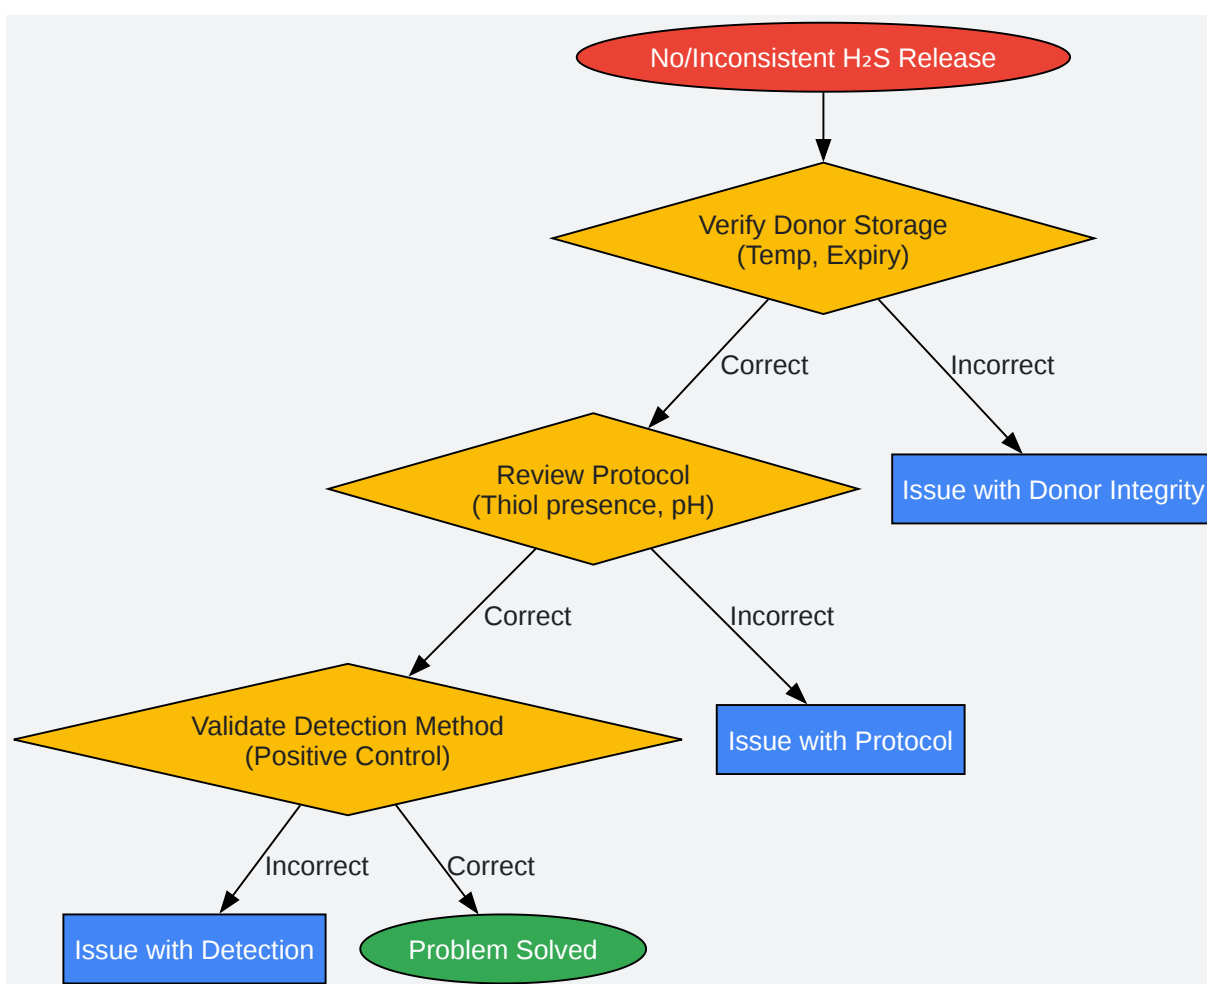 No/Inconsistent H₂S Release
Verify Donor Storage
(Temp, Expiry)
Correct
Incorrect
Review Protocol
(Thiol presence, pH)
Issue with Donor Integrity
Correct
Incorrect
Validate Detection Method
(Positive Control)
Issue with Protocol
Incorrect
Correct
Issue with Detection
Problem Solved